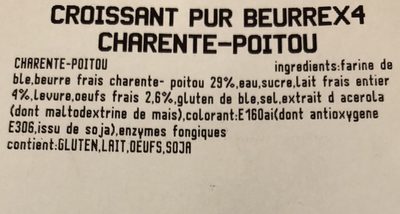 CROISSANT PUR BEURREX4
CHARENTE-POITOU
CHARENTE-POITOU ingredients:farine de
ble,beurre frais charente- poitou 29%,eau,sucre,lait frais entier
4%,levure,oeufs frais 2,6%,gluten de ble,sel,extrait d acerola
(dont maltodextrine de mais),colorant:E160ai(dont antioxygene
E306,issu de soja),enzymes fongiques
contient:GLUTEN,LAIT,OEUFS,SOJA